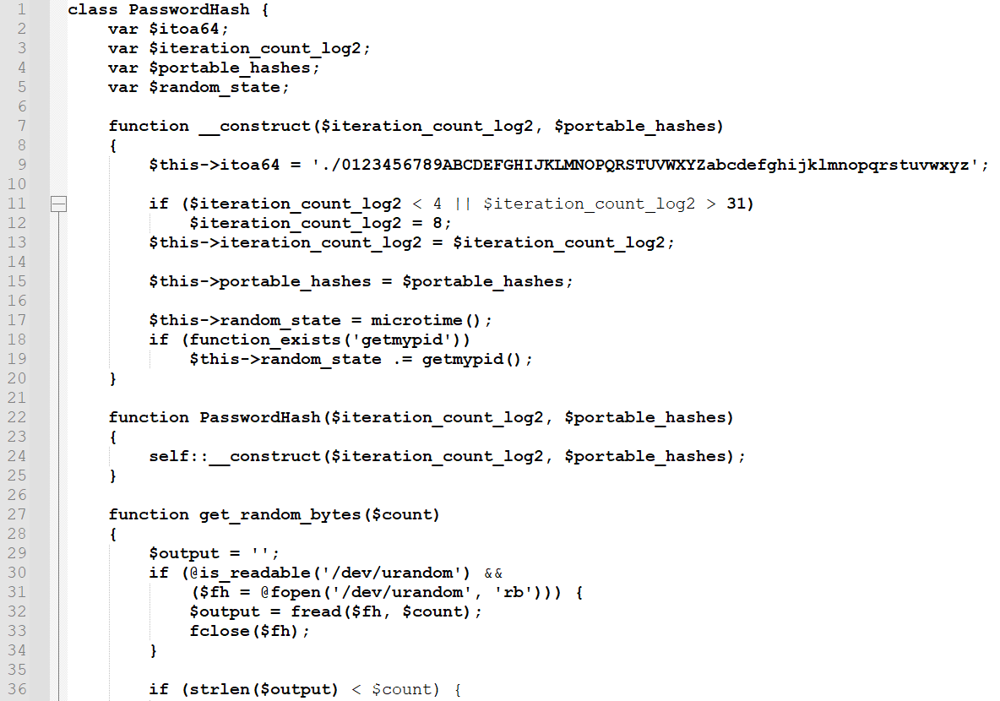 1 class PasswordHash {
2 var $itoa64;
3 var $iteration_count_log2;
4 var $portable_hashes;
5 var $random_state;
6
7 function __construct($iteration_count_log2, $portable_hashes)
8 {
9 $this->itoa64 = './0123456789ABCDEFGHIJKLMNOPQRSTUVWXYZabcdefghijklmnopqrstuvwxyz';
10
11 if ($iteration_count_log2 < 4 || $iteration_count_log2 > 31)
12 $iteration_count_log2 = 8;
13 $this->iteration_count_log2 = $iteration_count_log2;
14
15 $this->portable_hashes = $portable_hashes;
16
17 $this->random_state = microtime();
18 if (function_exists('getmypid'))
19 $this->random_state .= getmypid();
20 }
21
22 function PasswordHash($iteration_count_log2, $portable_hashes)
23 {
24 self::__construct($iteration_count_log2, $portable_hashes);
25 }
26
27 function get_random_bytes($count)
28 {
29 $output = '';
30 if (@is_readable('/dev/urandom') &&
31 ($fh = @fopen('/dev/urandom', 'rb'))) {
32 $output = fread($fh, $count);
33 fclose($fh);
34 }
35
36 if (strlen($output) < $count) {